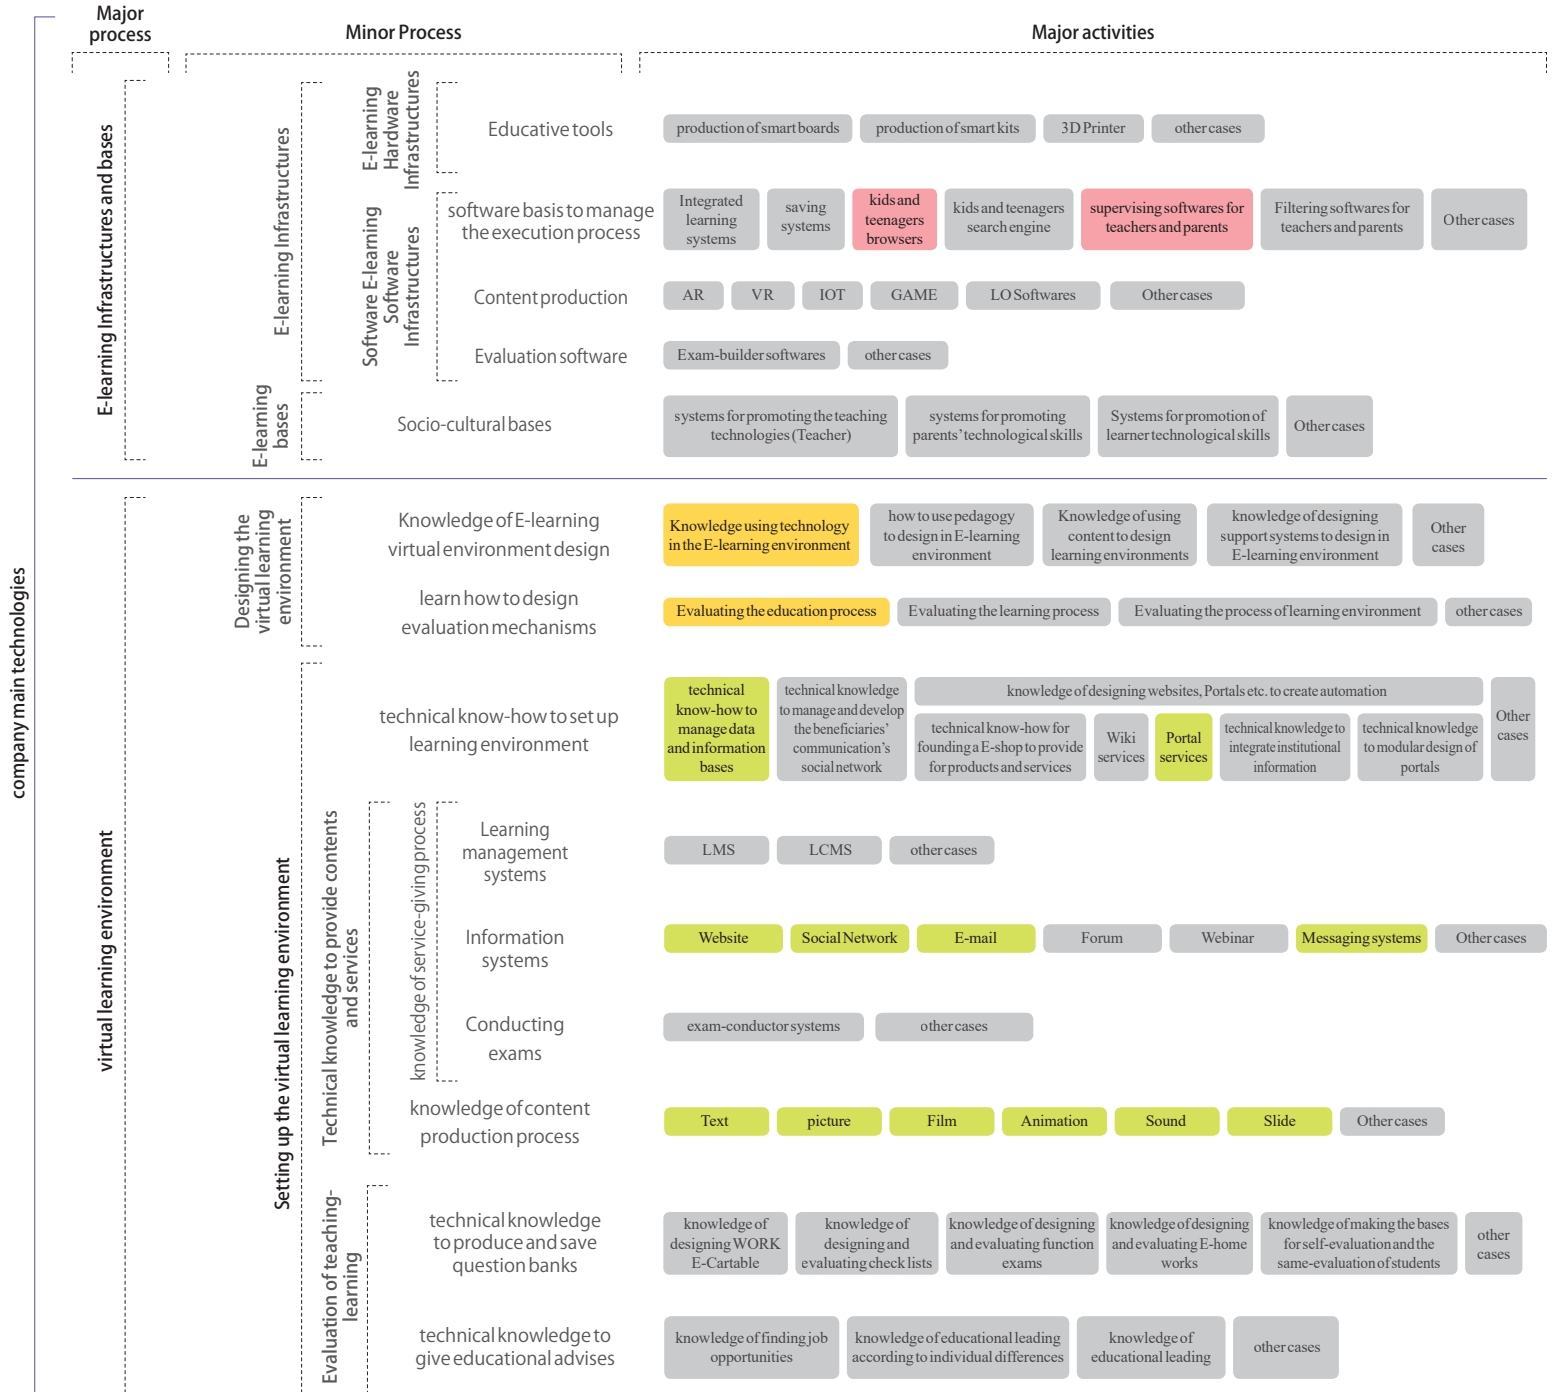 Major
process
Minor Process
Major activities
company main technologies
E-learning Infrastructures and bases
E-learning Infrastructures
E-learning
Hardware
Infrastructures
Educative tools
production of smart boards
production of smart kits
3D Printer
other cases
Software E-learning
Software
Infrastructures
software basis to manage
the execution process
Integrated
learning
systems
saving
systems
kids and
teenagers
browsers
kids and teenagers
search engine
supervising softwares for
teachers and parents
Filtering softwares for
teachers and parents
Other cases
Content production
AR
VR
IOT
GAME
LO Softwares
Other cases
Evaluation software
Exam-builder softwares
other cases
E-learning
bases
Socio-cultural bases
systems for promoting the teaching
technologies (Teacher)
systems for promoting
parents' technological skills
Systems for promotion of
learner technological skills
Other cases
virtual learning environment
Designing the
virtual learning
environment
Knowledge of E-learning
virtual environment design
Knowledge using technology
in the E-learning environment
how to use pedagogy
to design in E-learning
environment
Knowledge of using
content to design
learning environments
knowledge of designing
support systems to design in
E-learning environment
Other
cases
learn how to design
evaluation mechanisms
Evaluating the education process
Evaluating the learning process
Evaluating the process of learning environment
other cases
Setting up the virtual learning environment
technical know-how to set up
learning environment
technical
know-how to
manage data
and information
bases
technical knowledge
to manage and develop
the beneficiaries'
communication's
social network
knowledge of designing websites, Portals etc. to create automation
technical know-how for
founding a E-shop to provide
for products and services
Wiki
services
Portal
services
technical knowledge to
integrate institutional
information
technical knowledge
to modular design of
portals
Other
cases
Technical knowledge to provide contents
and services
knowledge of service-giving process
Learning
management
systems
LMS
LCMS
other cases
Information
systems
Website
Social Network
E-mail
Forum
Webinar
Messaging systems
Other cases
Conducting
exams
exam-conductor systems
other cases
knowledge of content
production process
Text
picture
Film
Animation
Sound
Slide
Other cases
Evaluation of teaching-
learning
technical knowledge
to produce and save
question banks
knowledge of
designing WORK
E-Cartable
knowledge of
designing and
evaluating check lists
knowledge of designing
and evaluating function
exams
knowledge of designing
and evaluating E-home
works
knowledge of making the bases
for self-evaluation and the
same-evaluation of students
other
cases
technical knowledge to
give educational advises
knowledge of finding job
opportunities
knowledge of educational leading
according to individual differences
knowledge of
educational leading
other cases